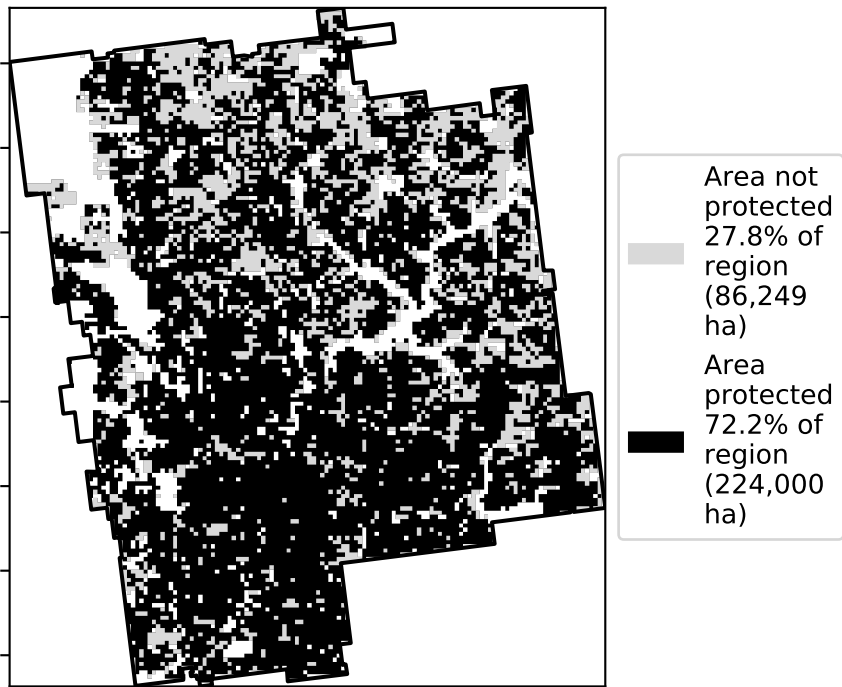 Area not
protected
27.8% of
region
(86,249
ha)
Area
protected
72.2% of
region
(224,000
ha)